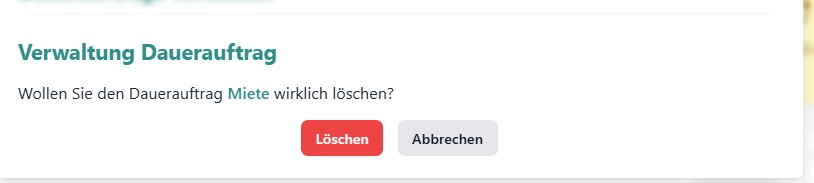 Verwaltung Dauerauftrag
Wollen Sie den Dauerauftrag Miete wirklich löschen?
Löschen
Abbrechen